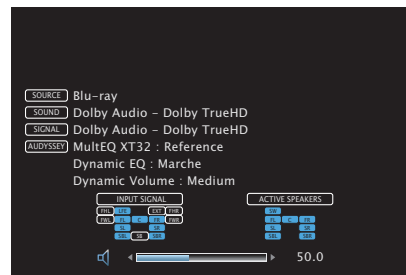 SOURCE Blu-ray
SOUND Dolby Audio - Dolby TrueHD
SIGNAL Dolby Audio - Dolby TrueHD
AUDYSSEY MultEQ XT32 : Reference
Dynamic EQ : Marche
Dynamic Volume : Medium
INPUT SIGNAL ACTIVE SPEAKERS
FHL LFE EXT FHR SW
FWL FL C FR FWR FL C FR
SL SR SL SR
SBL SB SBR SBL SBR
50.0